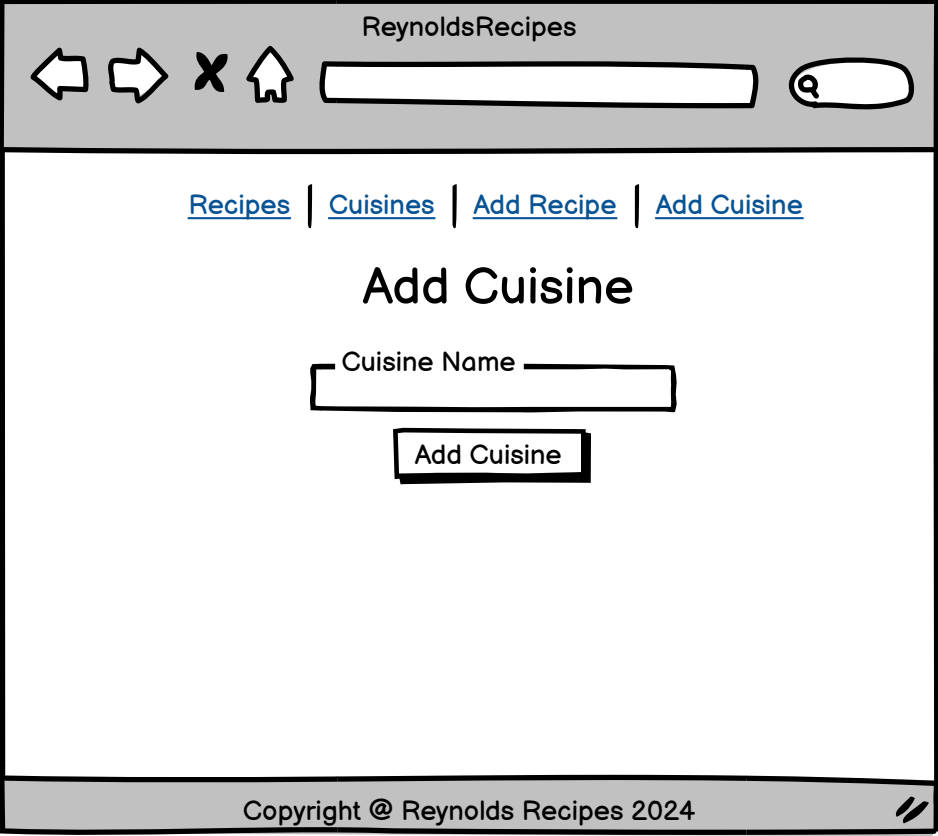 ReynoldsRecipes
Recipes Cuisines Add Recipe Add Cuisine
Add Cuisine
Cuisine Name
Add Cuisine
Copyright @ Reynolds Recipes 2024